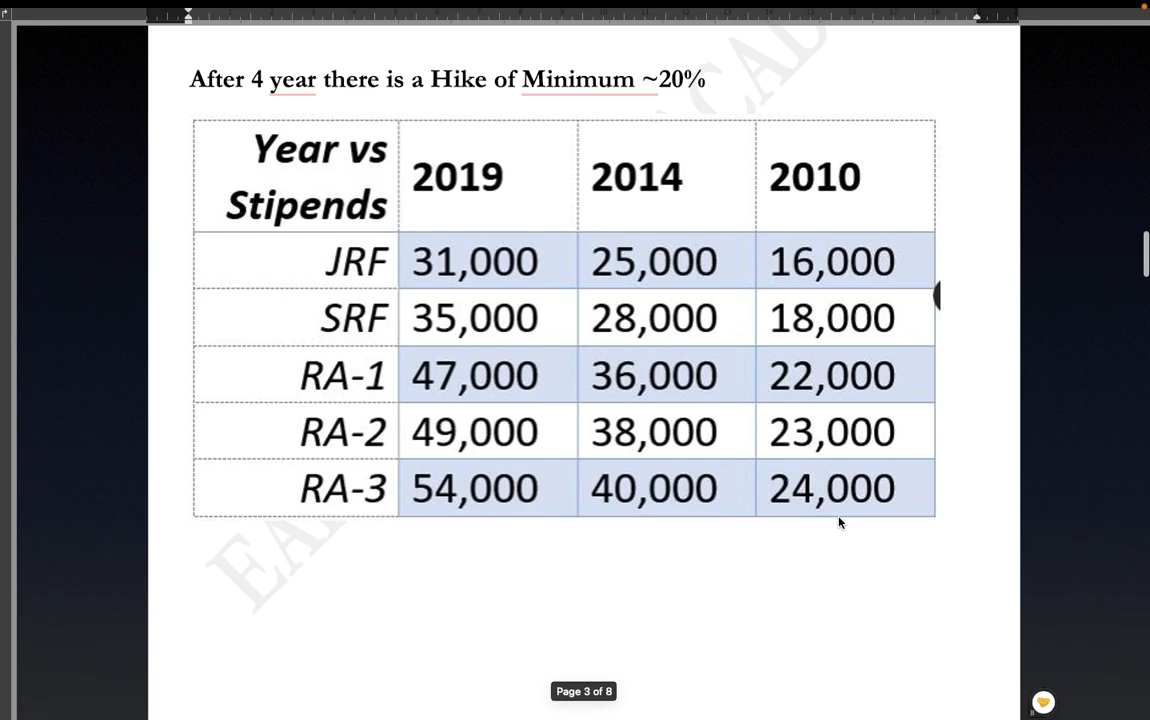 After 4 year there is a Hike of Minimum ~20%
Year vs
Stipends
2019 2014 2010
JRF 31,000 25,000 16,000
SRF 35,000 28,000 18,000
RA-1 47,000 36,000 22,000
RA-2 49,000 38,000 23,000
RA-3 54,000 40,000 24,000
Page 3 of 8